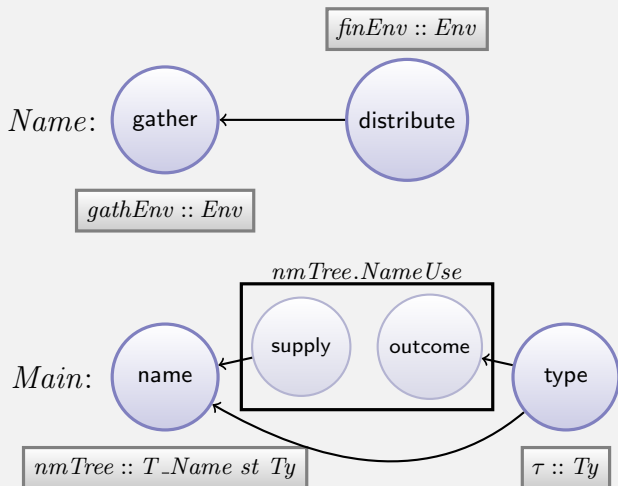 finEnv :: Env
Name: gather distribute
gathEnv :: Env
nmTree.NameUse
Main: name supply outcome type
nmTree :: T_Name st Ty τ :: Ty